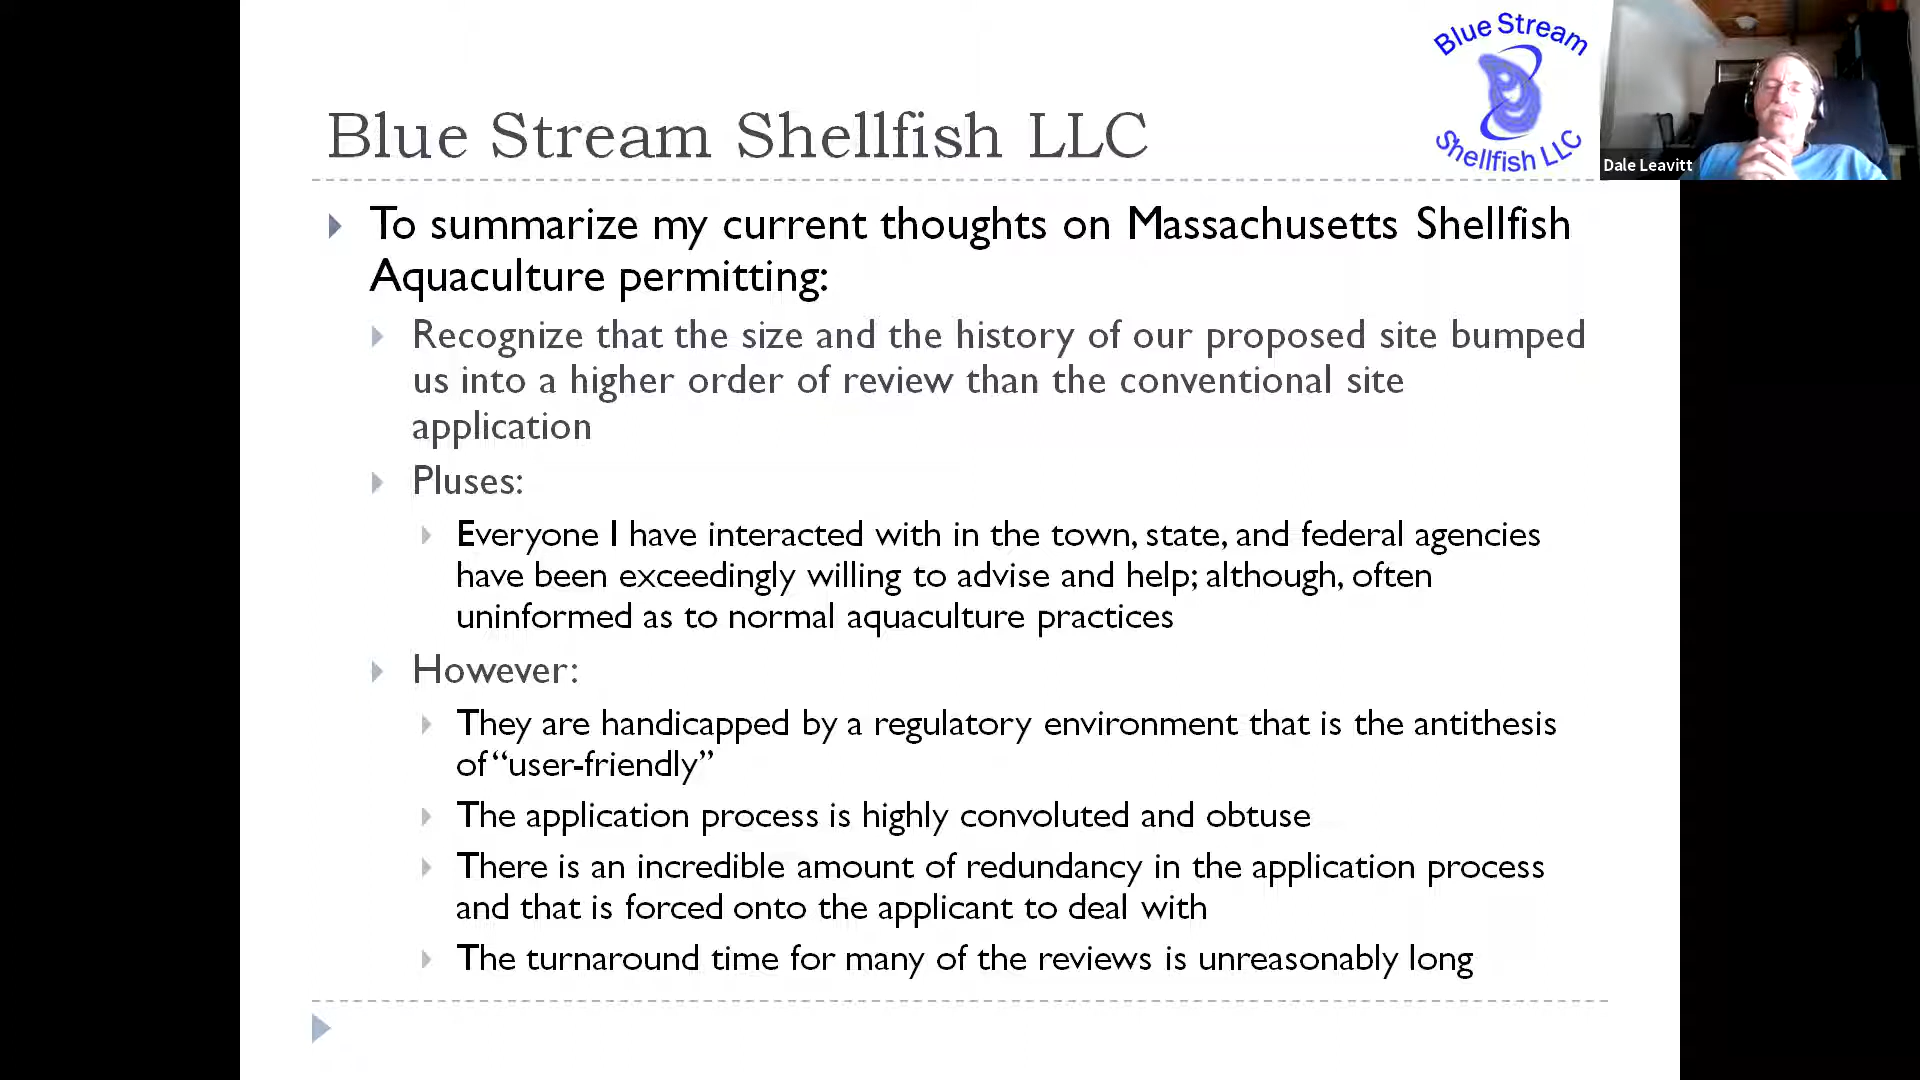 Blue Stream
Shellfish LLC
Dale Leavitt
Blue Stream Shellfish LLC
To summarize my current thoughts on Massachusetts Shellfish
Aquaculture permitting:
Recognize that the size and the history of our proposed site bumped
us into a higher order of review than the conventional site
application
Pluses:
Everyone I have interacted with in the town, state, and federal agencies
have been exceedingly willing to advise and help; although, often
uninformed as to normal aquaculture practices
However:
They are handicapped by a regulatory environment that is the antithesis
of “user-friendly”
The application process is highly convoluted and obtuse
There is an incredible amount of redundancy in the application process
and that is forced onto the applicant to deal with
The turnaround time for many of the reviews is unreasonably long